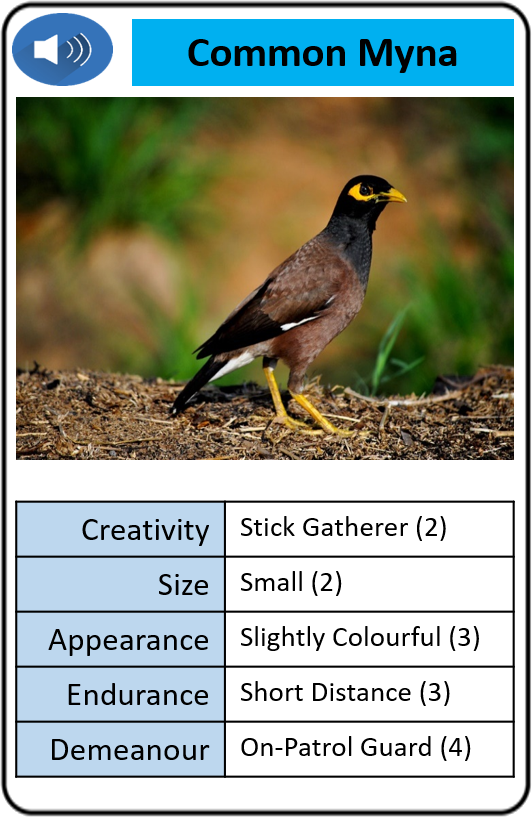 Common Myna
Creativity Stick Gatherer (2)
Size Small (2)
Appearance Slightly Colourful (3)
Endurance Short Distance (3)
Demeanour On-Patrol Guard (4)